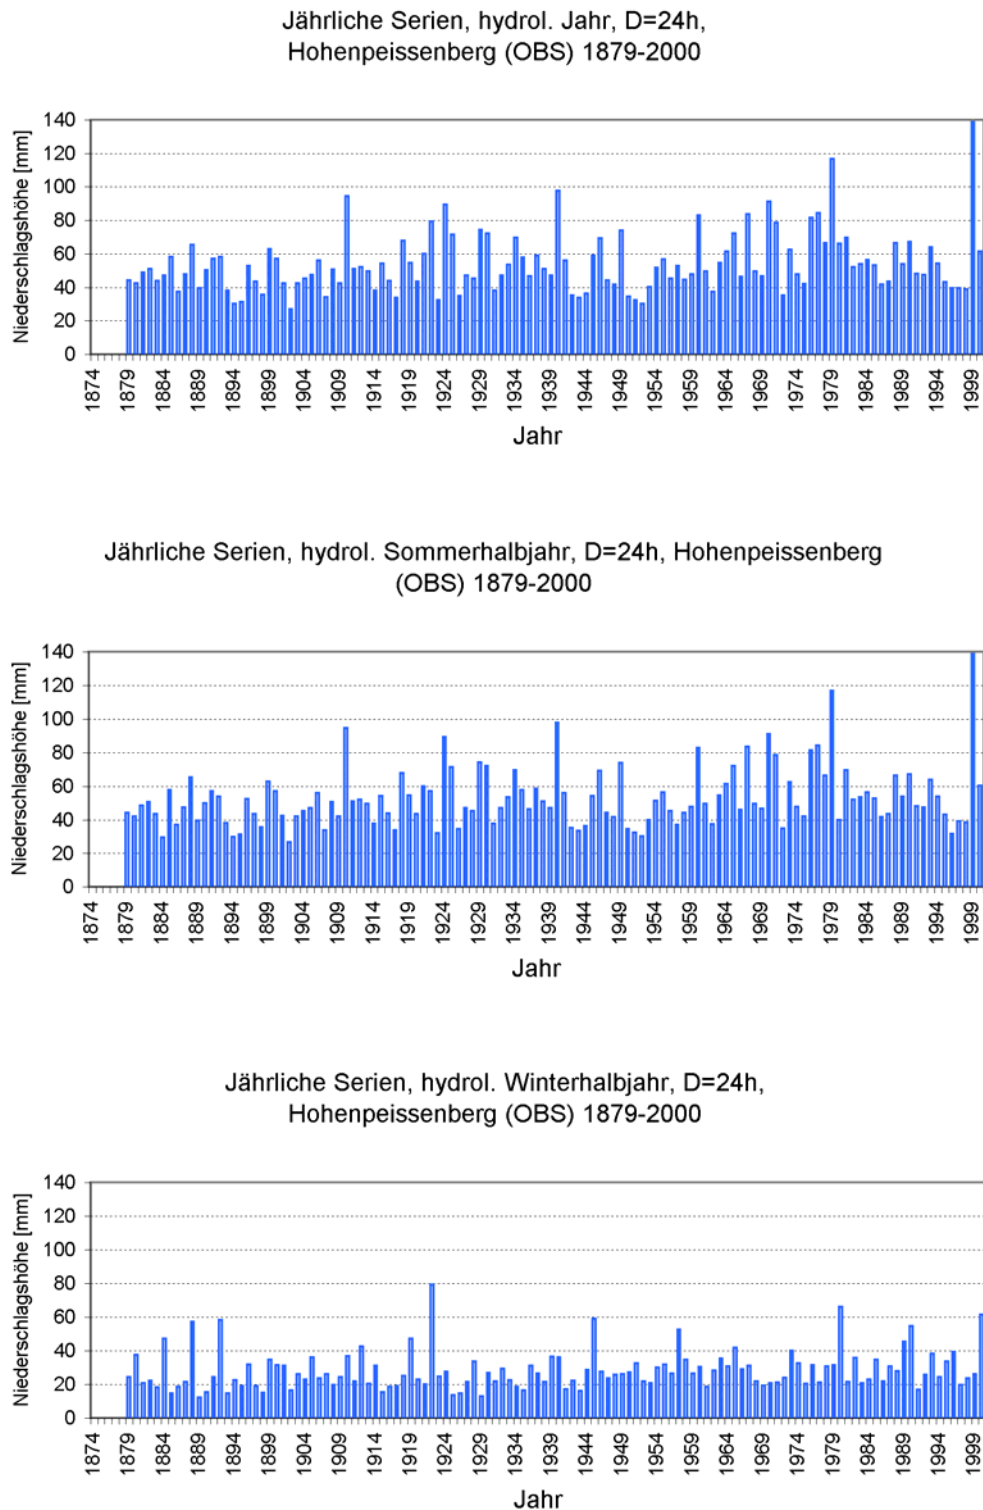 Jährliche Serien, hydrol. Jahr, D=24h,
Hohenpeissenberg (OBS) 1879-2000
Niederschlagshöhe [mm]
140
120
100
80
60
40
20
0
1874 1879 1884 1889 1894 1899 1904 1909 1914 1919 1924 1929 1934 1939 1944 1949 1954 1959 1964 1969 1974 1979 1984 1989 1994 1999
Jahr
Jährliche Serien, hydrol. Sommerhalbjahr, D=24h, Hohenpeissenberg
(OBS) 1879-2000
Niederschlagshöhe [mm]
140
120
100
80
60
40
20
0
1874 1879 1884 1889 1894 1899 1904 1909 1914 1919 1924 1929 1934 1939 1944 1949 1954 1959 1964 1969 1974 1979 1984 1989 1994 1999
Jahr
Jährliche Serien, hydrol. Winterhalbjahr, D=24h,
Hohenpeissenberg (OBS) 1879-2000
Niederschlagshöhe [mm]
140
120
100
80
60
40
20
0
1874 1879 1884 1889 1894 1899 1904 1909 1914 1919 1924 1929 1934 1939 1944 1949 1954 1959 1964 1969 1974 1979 1984 1989 1994 1999
Jahr